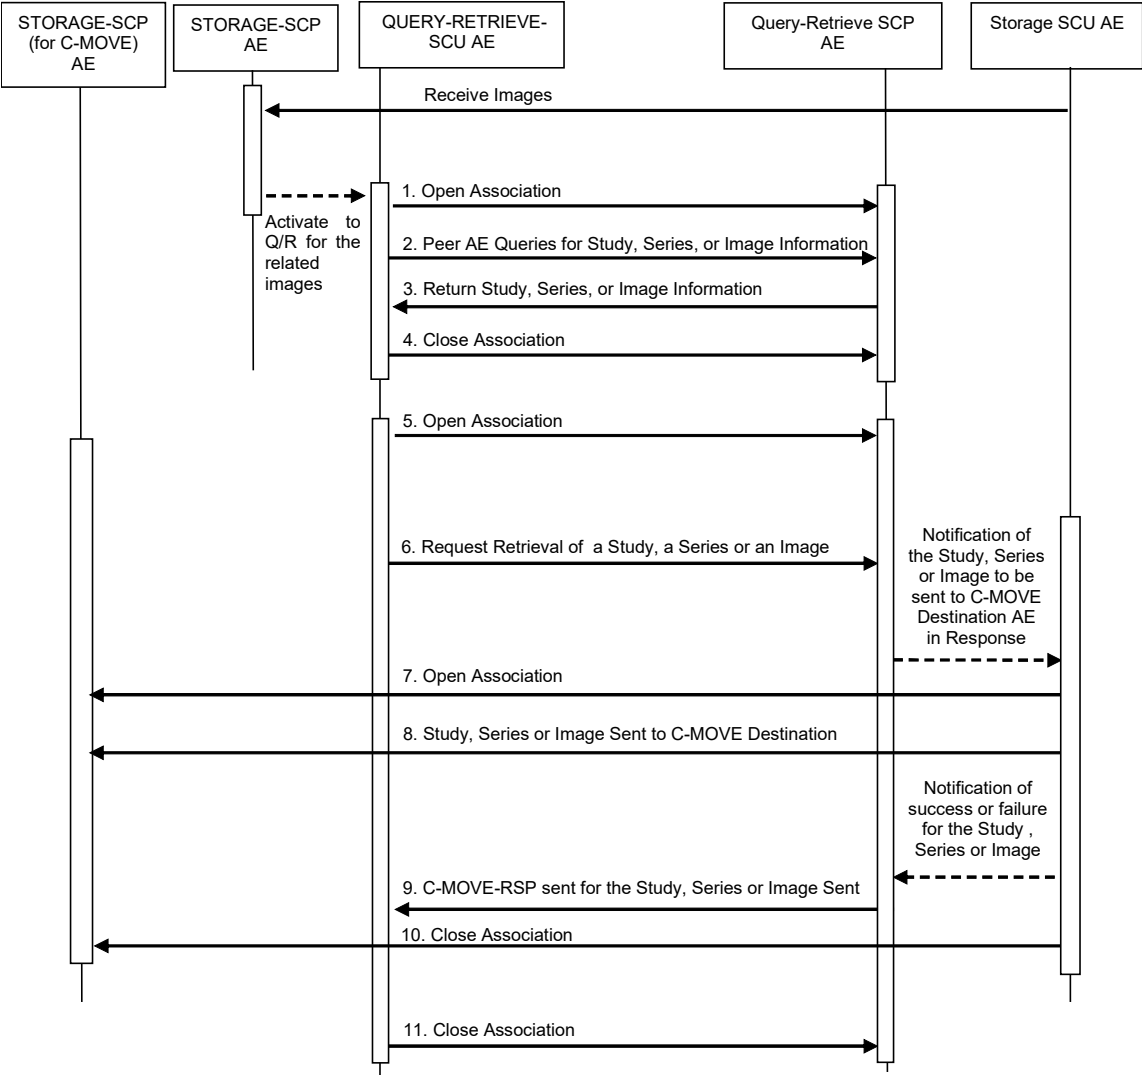 STORAGE-SCP
(for C-MOVE)
AE
STORAGE-SCP
AE
QUERY-RETRIEVE-
SCU AE
Query-Retrieve SCP
AE
Storage SCU AE
Receive Images
1. Open Association
Activate to
Q/R for the
related
images
2. Peer AE Queries for Study, Series, or Image Information
3. Return Study, Series, or Image Information
4. Close Association
5. Open Association
6. Request Retrieval of a Study, a Series or an Image
Notification of
the Study, Series
or Image to be
sent to C-MOVE
Destination AE
in Response
7. Open Association
8. Study, Series or Image Sent to C-MOVE Destination
Notification of
success or failure
for the Study ,
Series or Image
9. C-MOVE-RSP sent for the Study, Series or Image Sent
10. Close Association
11. Close Association